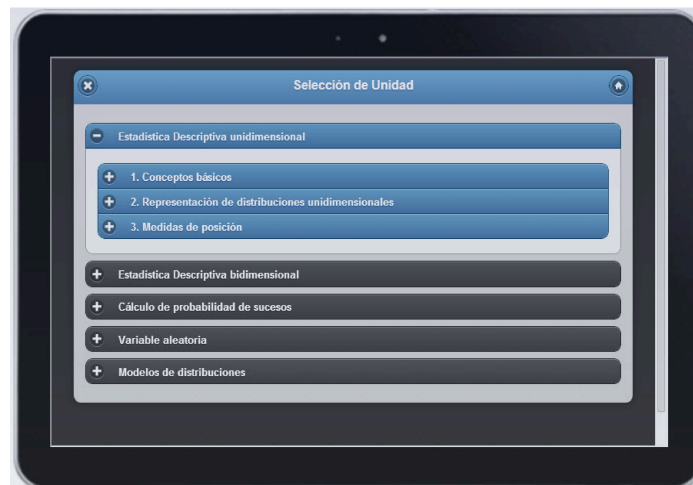 Selección de Unidad
Estadística Descriptiva unidimensional
1. Conceptos básicos
2. Representación de distribuciones unidimensionales
3. Medidas de posición
Estadística Descriptiva bidimensional
Cálculo de probabilidad de sucesos
Variable aleatoria
Modelos de distribuciones